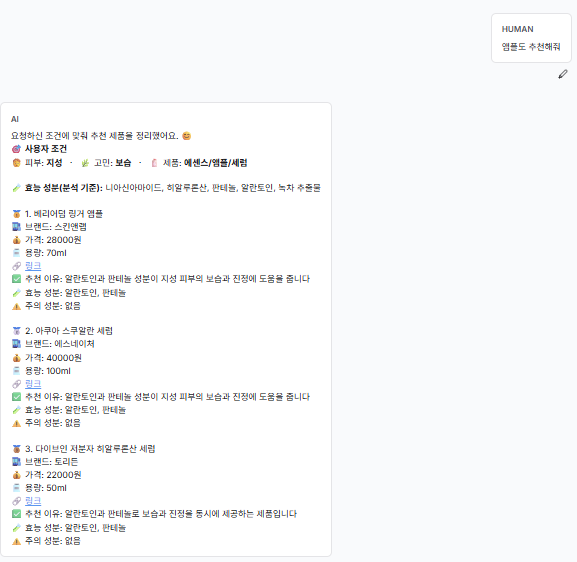 HUMAN
앰플도 추천해줘
AI
요청하신 조건에 맞춰 추천 제품을 정리했어요. 😊
🎯 사용자 조건
🧑 피부: 지성 · 🌿 고민: 보습 · 🧴 제품: 에센스/앰플/세럼
🧪 효능 성분(분석 기준): 니아신아마이드, 히알루론산, 판테놀, 알란토인, 녹차 추출물
🥇 1. 베리어덤 링거 앰플
🏪 브랜드: 스킨앤랩
💰 가격: 28000원
🧴 용량: 70ml
🔗 링크
✅ 추천 이유: 알란토인과 판테놀 성분이 지성 피부의 보습과 진정에 도움을 줍니다
🧪 효능 성분: 알란토인, 판테놀
⚠️ 주의 성분: 없음
🥈 2. 아쿠아 스쿠알란 세럼
🏪 브랜드: 에스네이처
💰 가격: 40000원
🧴 용량: 100ml
🔗 링크
✅ 추천 이유: 알란토인과 판테놀 성분이 지성 피부의 보습과 진정에 도움을 줍니다
🧪 효능 성분: 알란토인, 판테놀
⚠️ 주의 성분: 없음
🥉 3. 다이브인 저분자 히알루론산 세럼
🏪 브랜드: 토리든
💰 가격: 22000원
🧴 용량: 50ml
🔗 링크
✅ 추천 이유: 알란토인과 판테놀로 보습과 진정을 동시에 제공하는 제품입니다
🧪 효능 성분: 알란토인, 판테놀
⚠️ 주의 성분: 없음